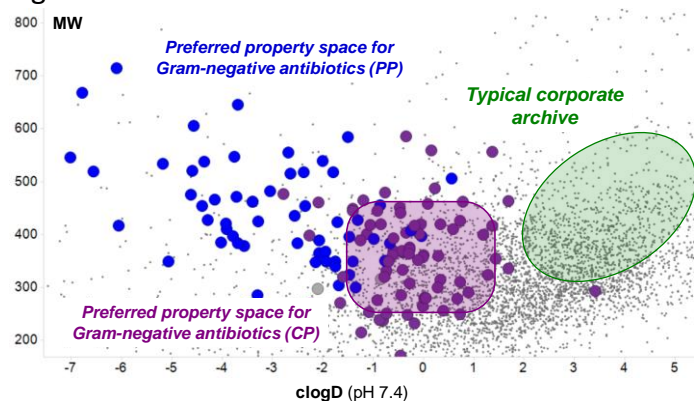 800
MW
Preferred property space for
Gram-negative antibiotics (PP)
Typical corporate
archive
700
600
500
400
300
200
Preferred property space for
Gram-negative antibiotics (CP)
-7 -6 -5 -4 -3 -2 -1 0 1 2 3 4 5
clogD (pH 7.4)